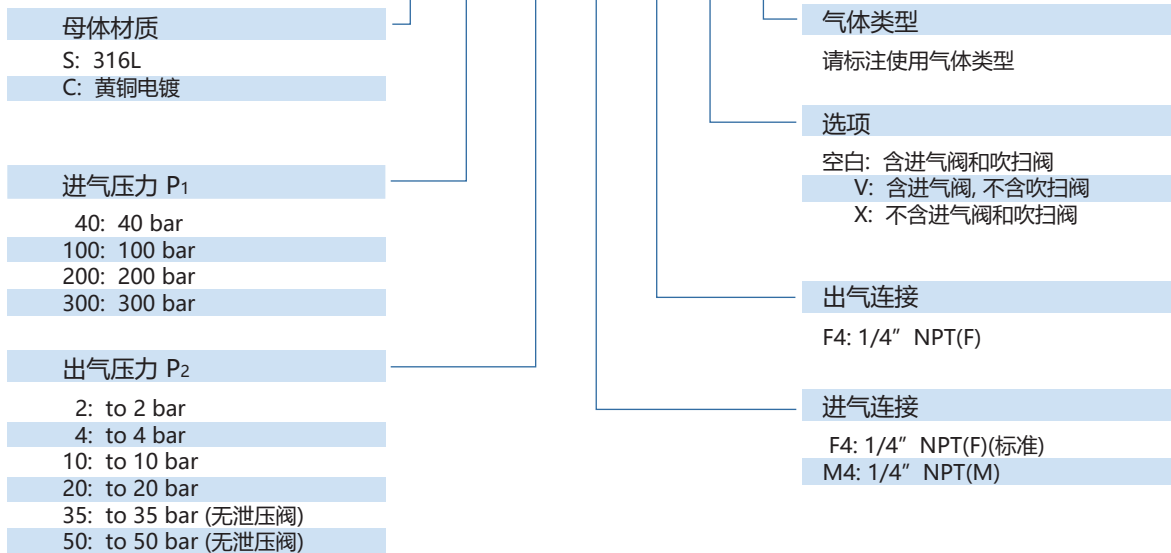 母体材质
S: 316L
C: 黄铜电镀
进气压力 P1
40: 40 bar
100: 100 bar
200: 200 bar
300: 300 bar
出气压力 P2
2: to 2 bar
4: to 4 bar
10: to 10 bar
20: to 20 bar
35: to 35 bar (无泄压阀)
50: to 50 bar (无泄压阀)
气体类型
请标注使用气体类型
选项
空白: 含进气阀和吹扫阀
V: 含进气阀, 不含吹扫阀
X: 不含进气阀和吹扫阀
出气连接
F4: 1/4” NPT(F)
进气连接
F4: 1/4” NPT(F)(标准)
M4: 1/4” NPT(M)